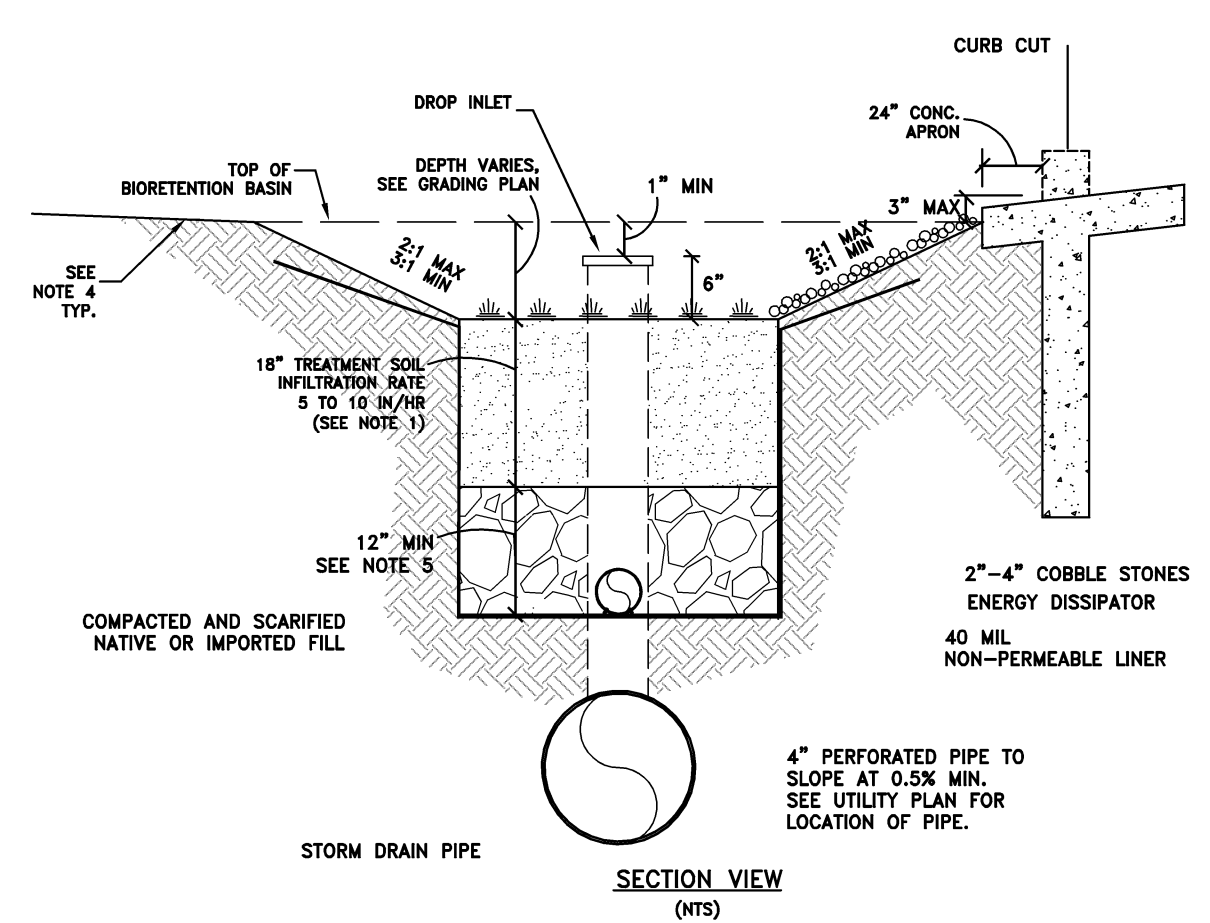 CURB CUT
24" CONC.
APRON
DROP INLET
DEPTH VARIES,
SEE GRADING PLAN
TOP OF
BIORETENTION BASIN
1" MIN
3" MAX
2:1 MAX
3:1 MIN
2:1 MAX
3:1 MIN
SEE
NOTE 4
TYP.
6"
18" TREATMENT SOIL
INFILTRATION RATE
5 TO 10 IN/HR
(SEE NOTE 1)
12" MIN
SEE NOTE 5
2"-4" COBBLE STONES
ENERGY DISSIPATOR
COMPACTED AND SCARIFIED
NATIVE OR IMPORTED FILL
40 MIL
NON-PERMEABLE LINER
4" PERFORATED PIPE TO
SLOPE AT 0.5% MIN.
SEE UTILITY PLAN FOR
LOCATION OF PIPE.
STORM DRAIN PIPE
SECTION VIEW
(NTS)